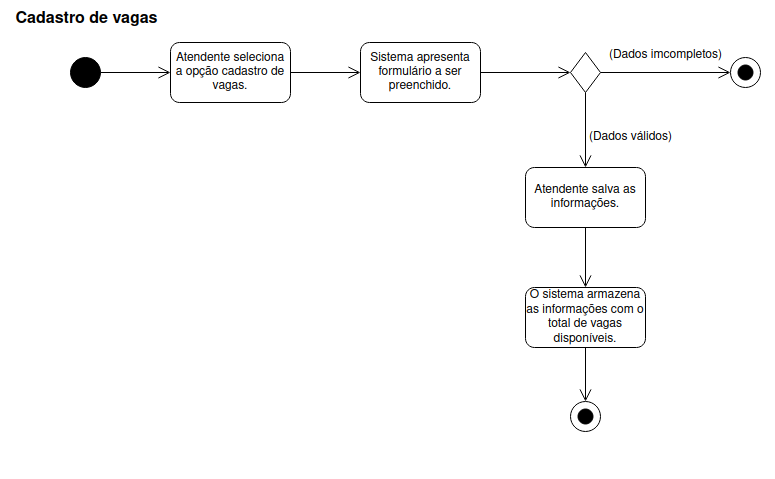 Cadastro de vagas
Atendente seleciona
a opção cadastro de
vagas.
Sistema apresenta
formulário a ser
preenchido.
(Dados imcompletos)
(Dados válidos)
Atendente salva as
informações.
O sistema armazena
as informações com o
total de vagas
disponíveis.